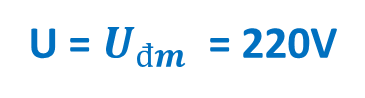 U = Uđm = 220V